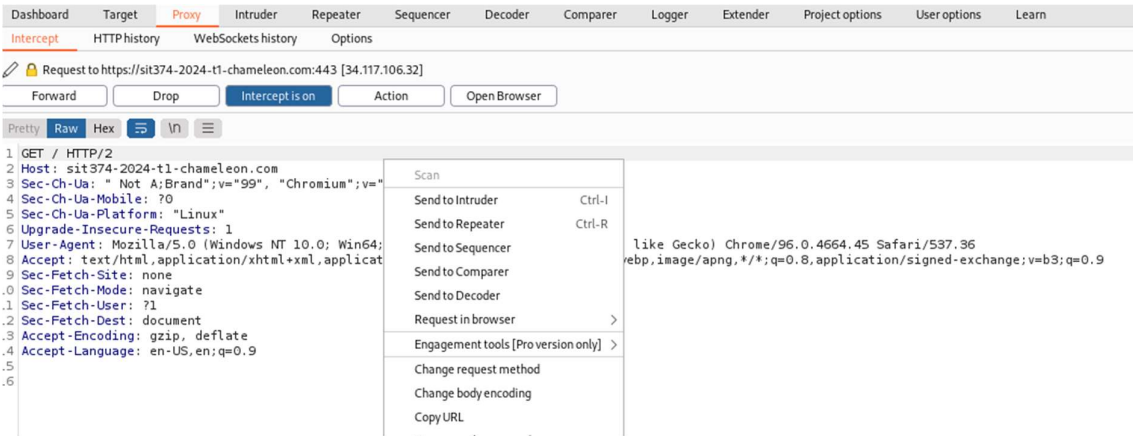 Dashboard Target Proxy Intruder Repeater Sequencer Decoder Comparer Logger Extender Project options User options Learn
Intercept HTTP history WebSockets history Options
Request to https://sit374-2024-t1-chameleon.com:443 [34.117.106.32]
Forward Drop Intercept is on Action Open Browser
Pretty Raw Hex \n
1 GET / HTTP/2
2 Host: sit374-2024-t1-chameleon.com
3 Sec-Ch-Ua: " Not A;Brand";v="99", "Chromium";v="
4 Sec-Ch-Ua-Mobile: ?0
5 Sec-Ch-Ua-Platform: "Linux"
6 Upgrade-Insecure-Requests: 1
7 User-Agent: Mozilla/5.0 (Windows NT 10.0; Win64; like Gecko) Chrome/96.0.4664.45 Safari/537.36
8 Accept: text/html,application/xhtml+xml,applicat ebp,image/apng,*/*;q=0.8,application/signed-exchange;v=b3;q=0.9
9 Sec-Fetch-Site: none
.0 Sec-Fetch-Mode: navigate
.1 Sec-Fetch-User: ?1
.2 Sec-Fetch-Dest: document
.3 Accept-Encoding: gzip, deflate
.4 Accept-Language: en-US,en;q=0.9
.5
.6
Scan
Send to Intruder Ctrl-I
Send to Repeater Ctrl-R
Send to Sequencer
Send to Comparer
Send to Decoder
Request in browser
Engagement tools [Pro version only]
Change request method
Change body encoding
Copy URL